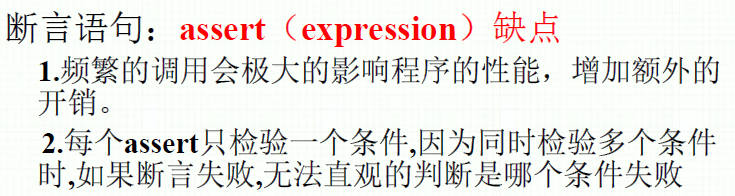 断言语句：assert（expression）缺点
1.频繁的调用会极大的影响程序的性能，增加额外的
开销。
2.每个assert只检验一个条件,因为同时检验多个条件
时,如果断言失败,无法直观的判断是哪个条件失败